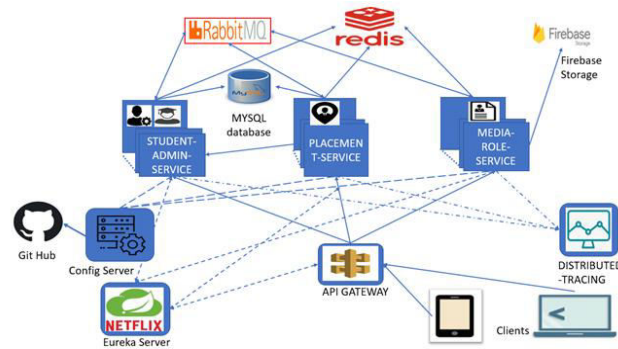 RabbitMQ
redis
Firebase
Storage
Firebase
Storage
MySQL
MYSQL
database
STUDENT-
ADMIN-
SERVICE
PLACEMEN
T-SERVICE
MEDIA-
ROLE-
SERVICE
Git Hub
Config Server
NETFLIX
Eureka Server
API GATEWAY
DISTRIBUTED
-TRACING
<
Clients